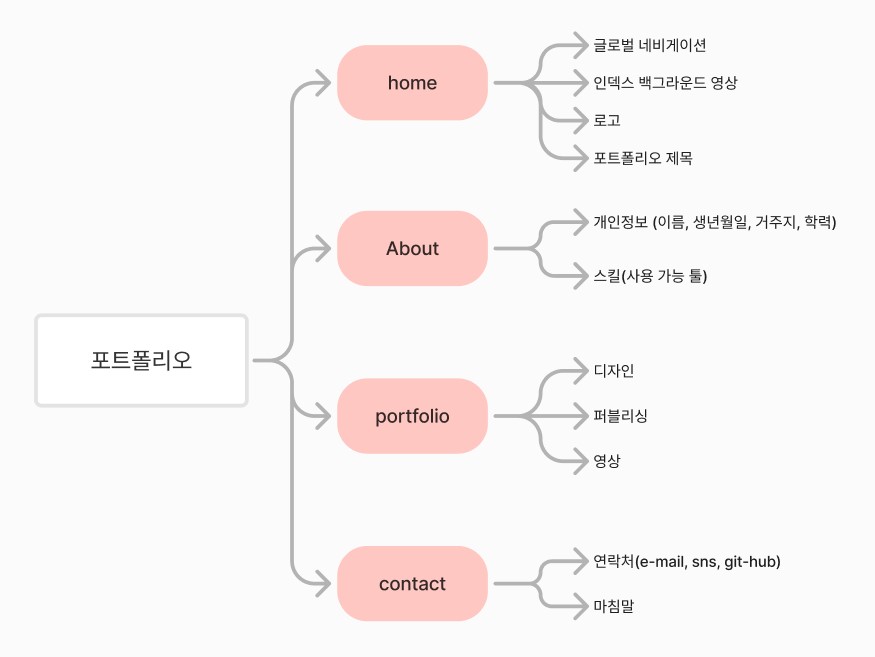 포트폴리오
home
글로벌 네비게이션
인덱스 백그라운드 영상
로고
포트폴리오 제목
About
개인정보 (이름, 생년월일, 거주지, 학력)
스킬(사용 가능 툴)
portfolio
디자인
퍼블리싱
영상
contact
연락처(e-mail, sns, git-hub)
마침말